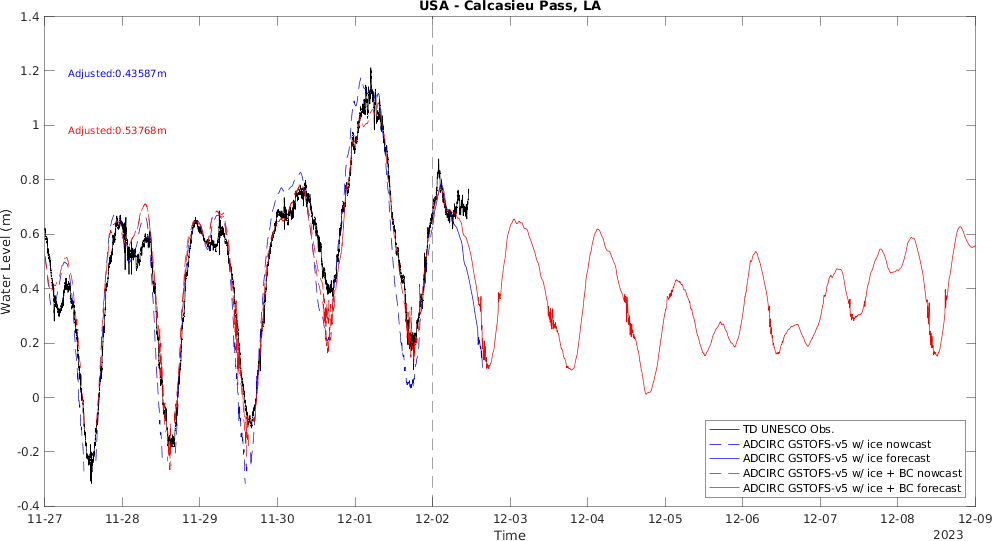 USA - Calcasieu Pass, LA
1.4
1.2
1
0.8
0.6
0.4
0.2
0
-0.2
-0.4
Water Level (m)
Adjusted:0.43587m
Adjusted:0.53768m
TD UNESCO Obs.
ADCIRC GSTOFS-v5 w/ ice nowcast
ADCIRC GSTOFS-v5 w/ ice forecast
ADCIRC GSTOFS-v5 w/ ice + BC nowcast
ADCIRC GSTOFS-v5 w/ ice + BC forecast
11-27 11-28 11-29 11-30 12-01 12-02 12-03 12-04 12-05 12-06 12-07 12-08 12-09
Time
2023